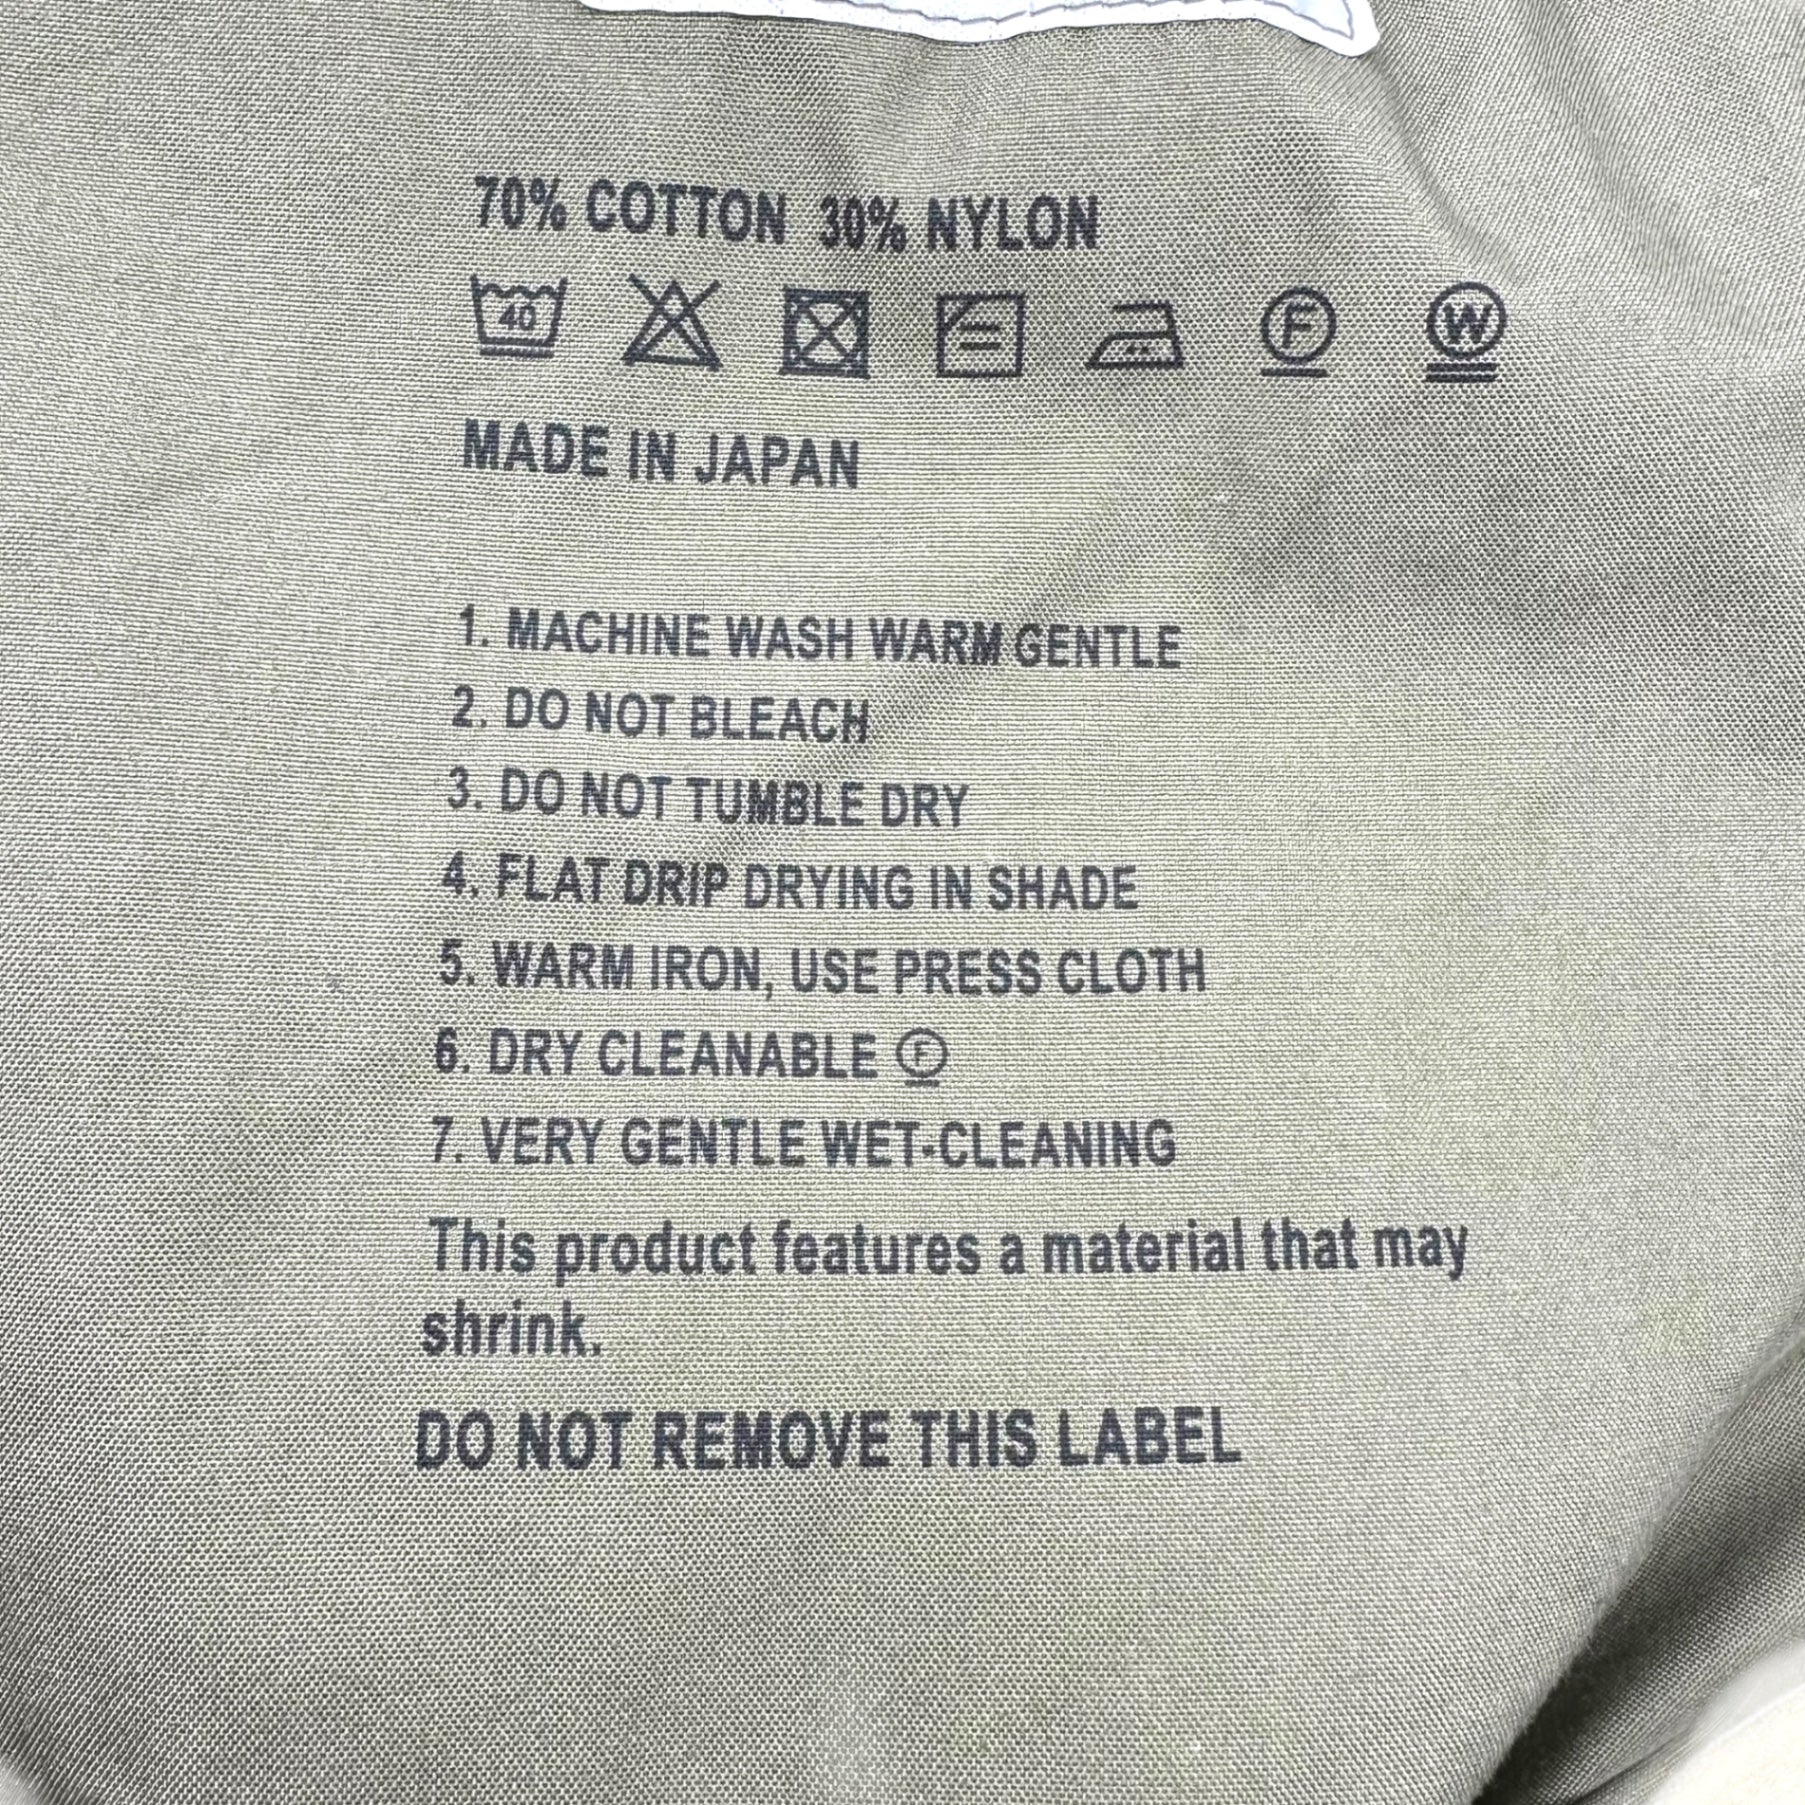 70% COTTON 30% NYLON
40 F W
MADE IN JAPAN
1. MACHINE WASH WARM GENTLE
2. DO NOT BLEACH
3. DO NOT TUMBLE DRY
4. FLAT DRIP DRYING IN SHADE
5. WARM IRON, USE PRESS CLOTH
6. DRY CLEANABLE Ⓕ
7. VERY GENTLE WET-CLEANING
This product features a material that may
shrink.
DO NOT REMOVE THIS LABEL